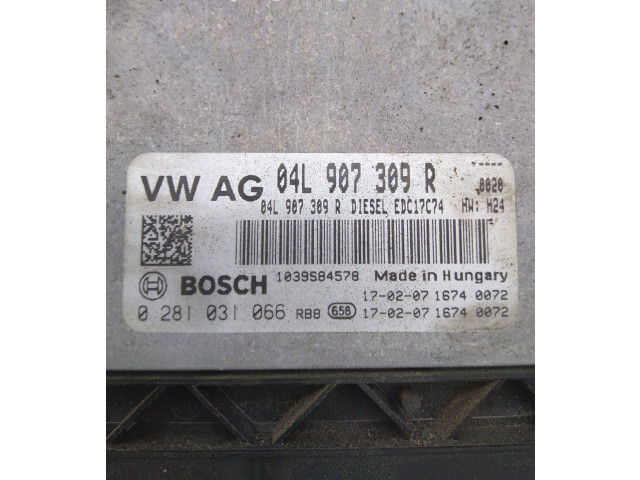 VW AG 04L 907 309 R ----
0020
04L 907 309 R DIESEL EDC17C74 HW: H24
BOSCH 1039S84578 Made in Hungary
17-02-07 1674 0072
0 281 031 066 RB8 658 17-02-07 1674 0072